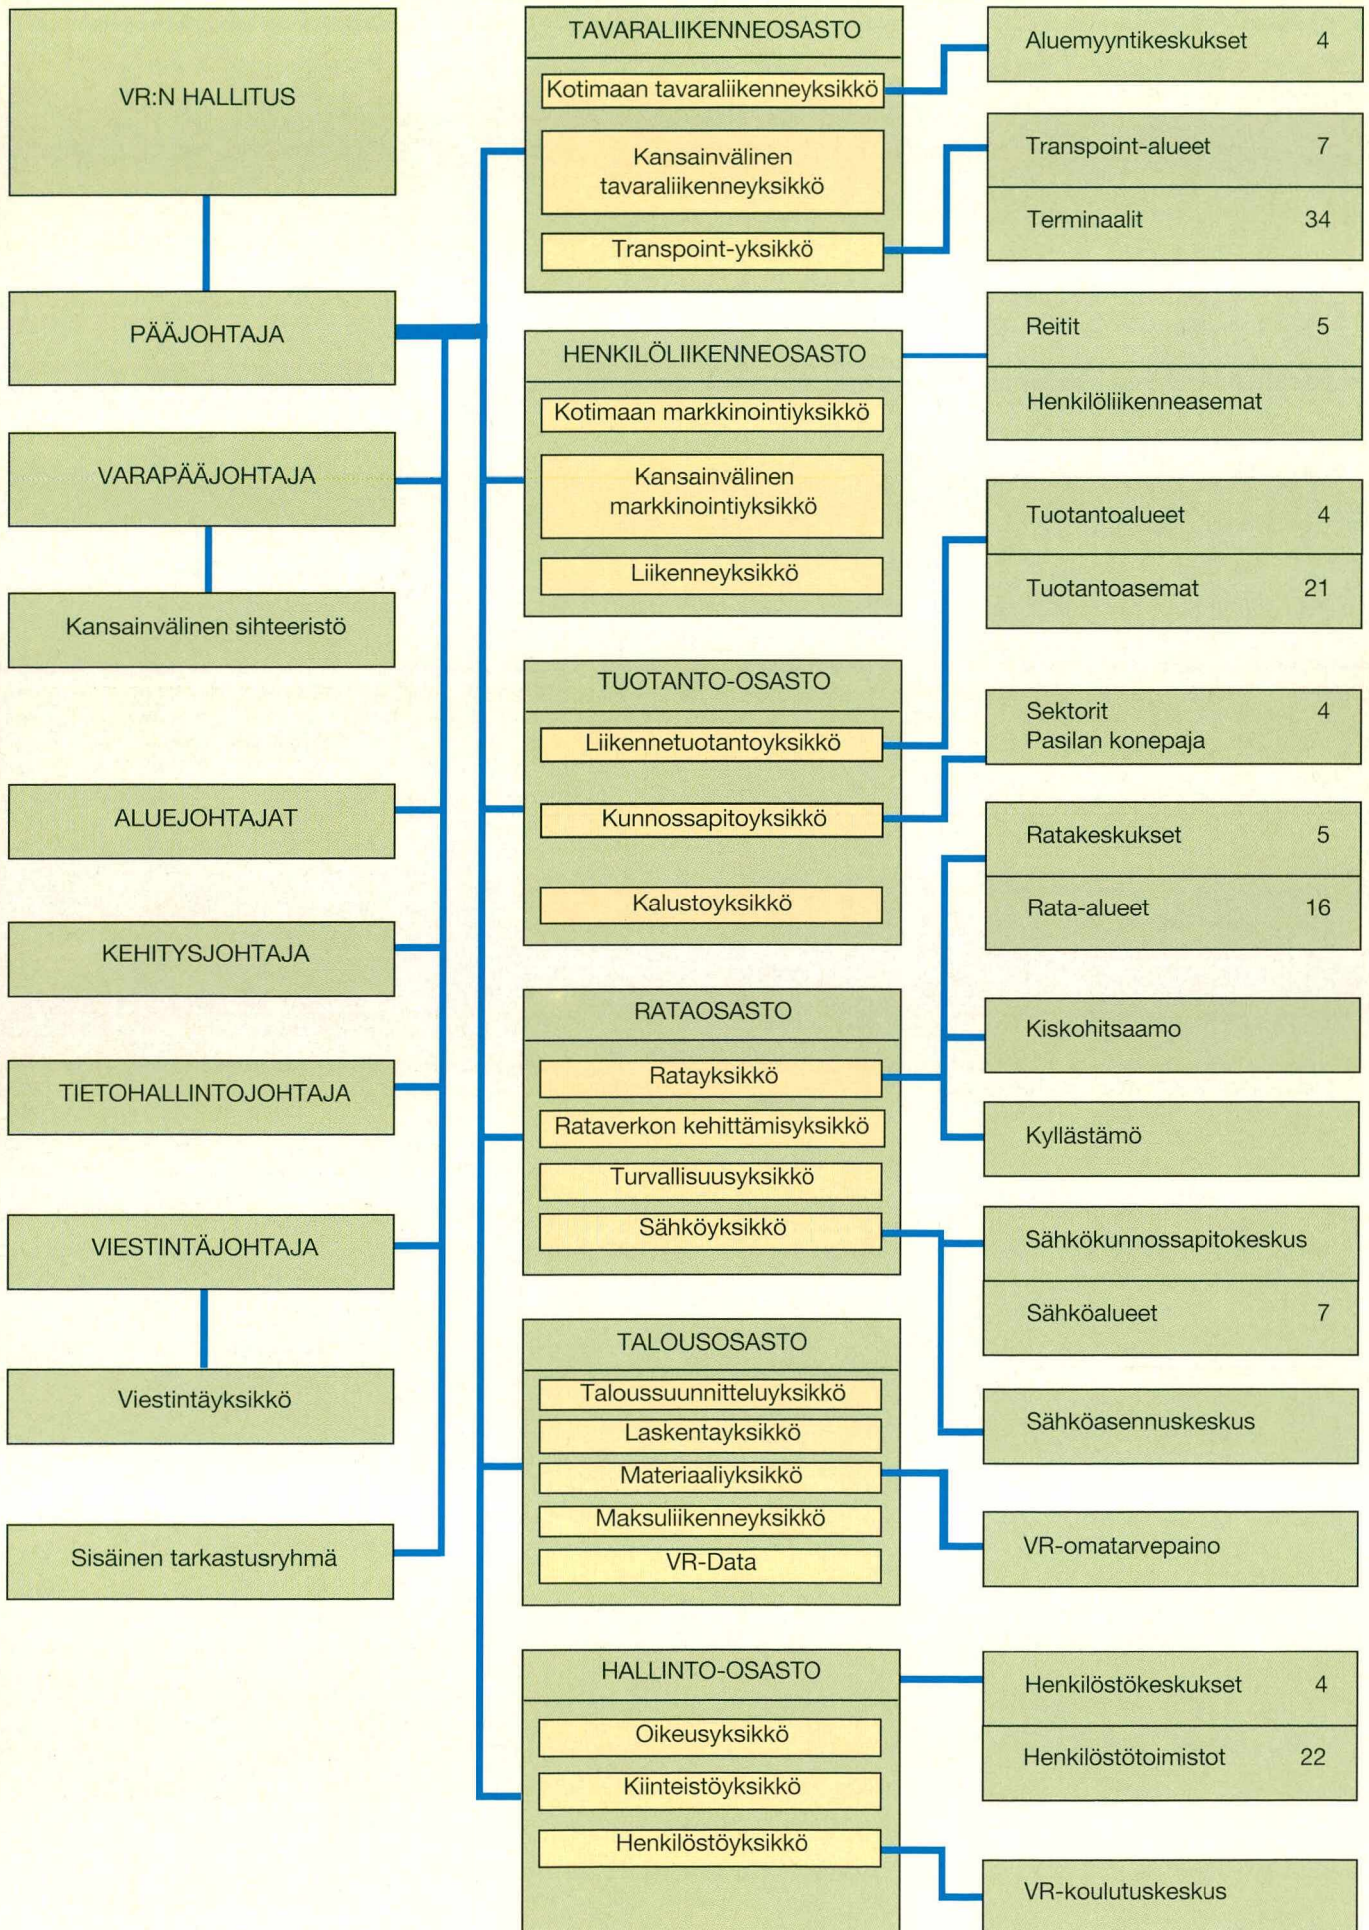 VR:N HALLITUS
PÄÄJOHTAJA
VARAPÄÄJOHTAJA
Kansainvälinen sihteeristö
ALUEJOHTAJAT
KEHITYSJOHTAJA
TIETOHALLINTOJOHTAJA
VIESTINTÄJOHTAJA
Viestintäyksikkö
Sisäinen tarkastusryhmä
TAVARALIIKENNEOSASTO
Kotimaan tavaraliikenneyksikkö
Kansainvälinen
tavaraliikenneyksikkö
Transpoint-yksikkö
HENKILÖLIIKENNEOSASTO
Kotimaan markkinointiyksikkö
Kansainvälinen
markkinointiyksikkö
Liikenneyksikkö
TUOTANTO-OSASTO
Liikennetuotantoyksikkö
Kunnossapitoyksikkö
Kalustoyksikkö
RATAOSASTO
Ratayksikkö
Rataverkon kehittämisyksikkö
Turvallisuusyksikkö
Sähköyksikkö
TALOUSOSASTO
Taloussuunnitteluyksikkö
Laskentayksikkö
Materiaaliyksikkö
Maksuliikenneyksikkö
VR-Data
HALLINTO-OSASTO
Oikeusyksikkö
Kiinteistöyksikkö
Henkilöstöyksikkö
Aluemyyntikeskukset 4
Transpoint-alueet 7
Terminaalit 34
Reitit 5
Henkilöliikenneasemat
Tuotantoalueet 4
Tuotantoasemat 21
Sektorit 4
Pasilan konepaja
Ratakeskukset 5
Rata-alueet 16
Kiskohitsaamo
Kyllästämö
Sähkökunnossapitokeskus
Sähköalueet 7
Sähköasennuskeskus
VR-omatarvepaino
Henkilöstökeskukset 4
Henkilöstötoimistot 22
VR-koulutuskeskus